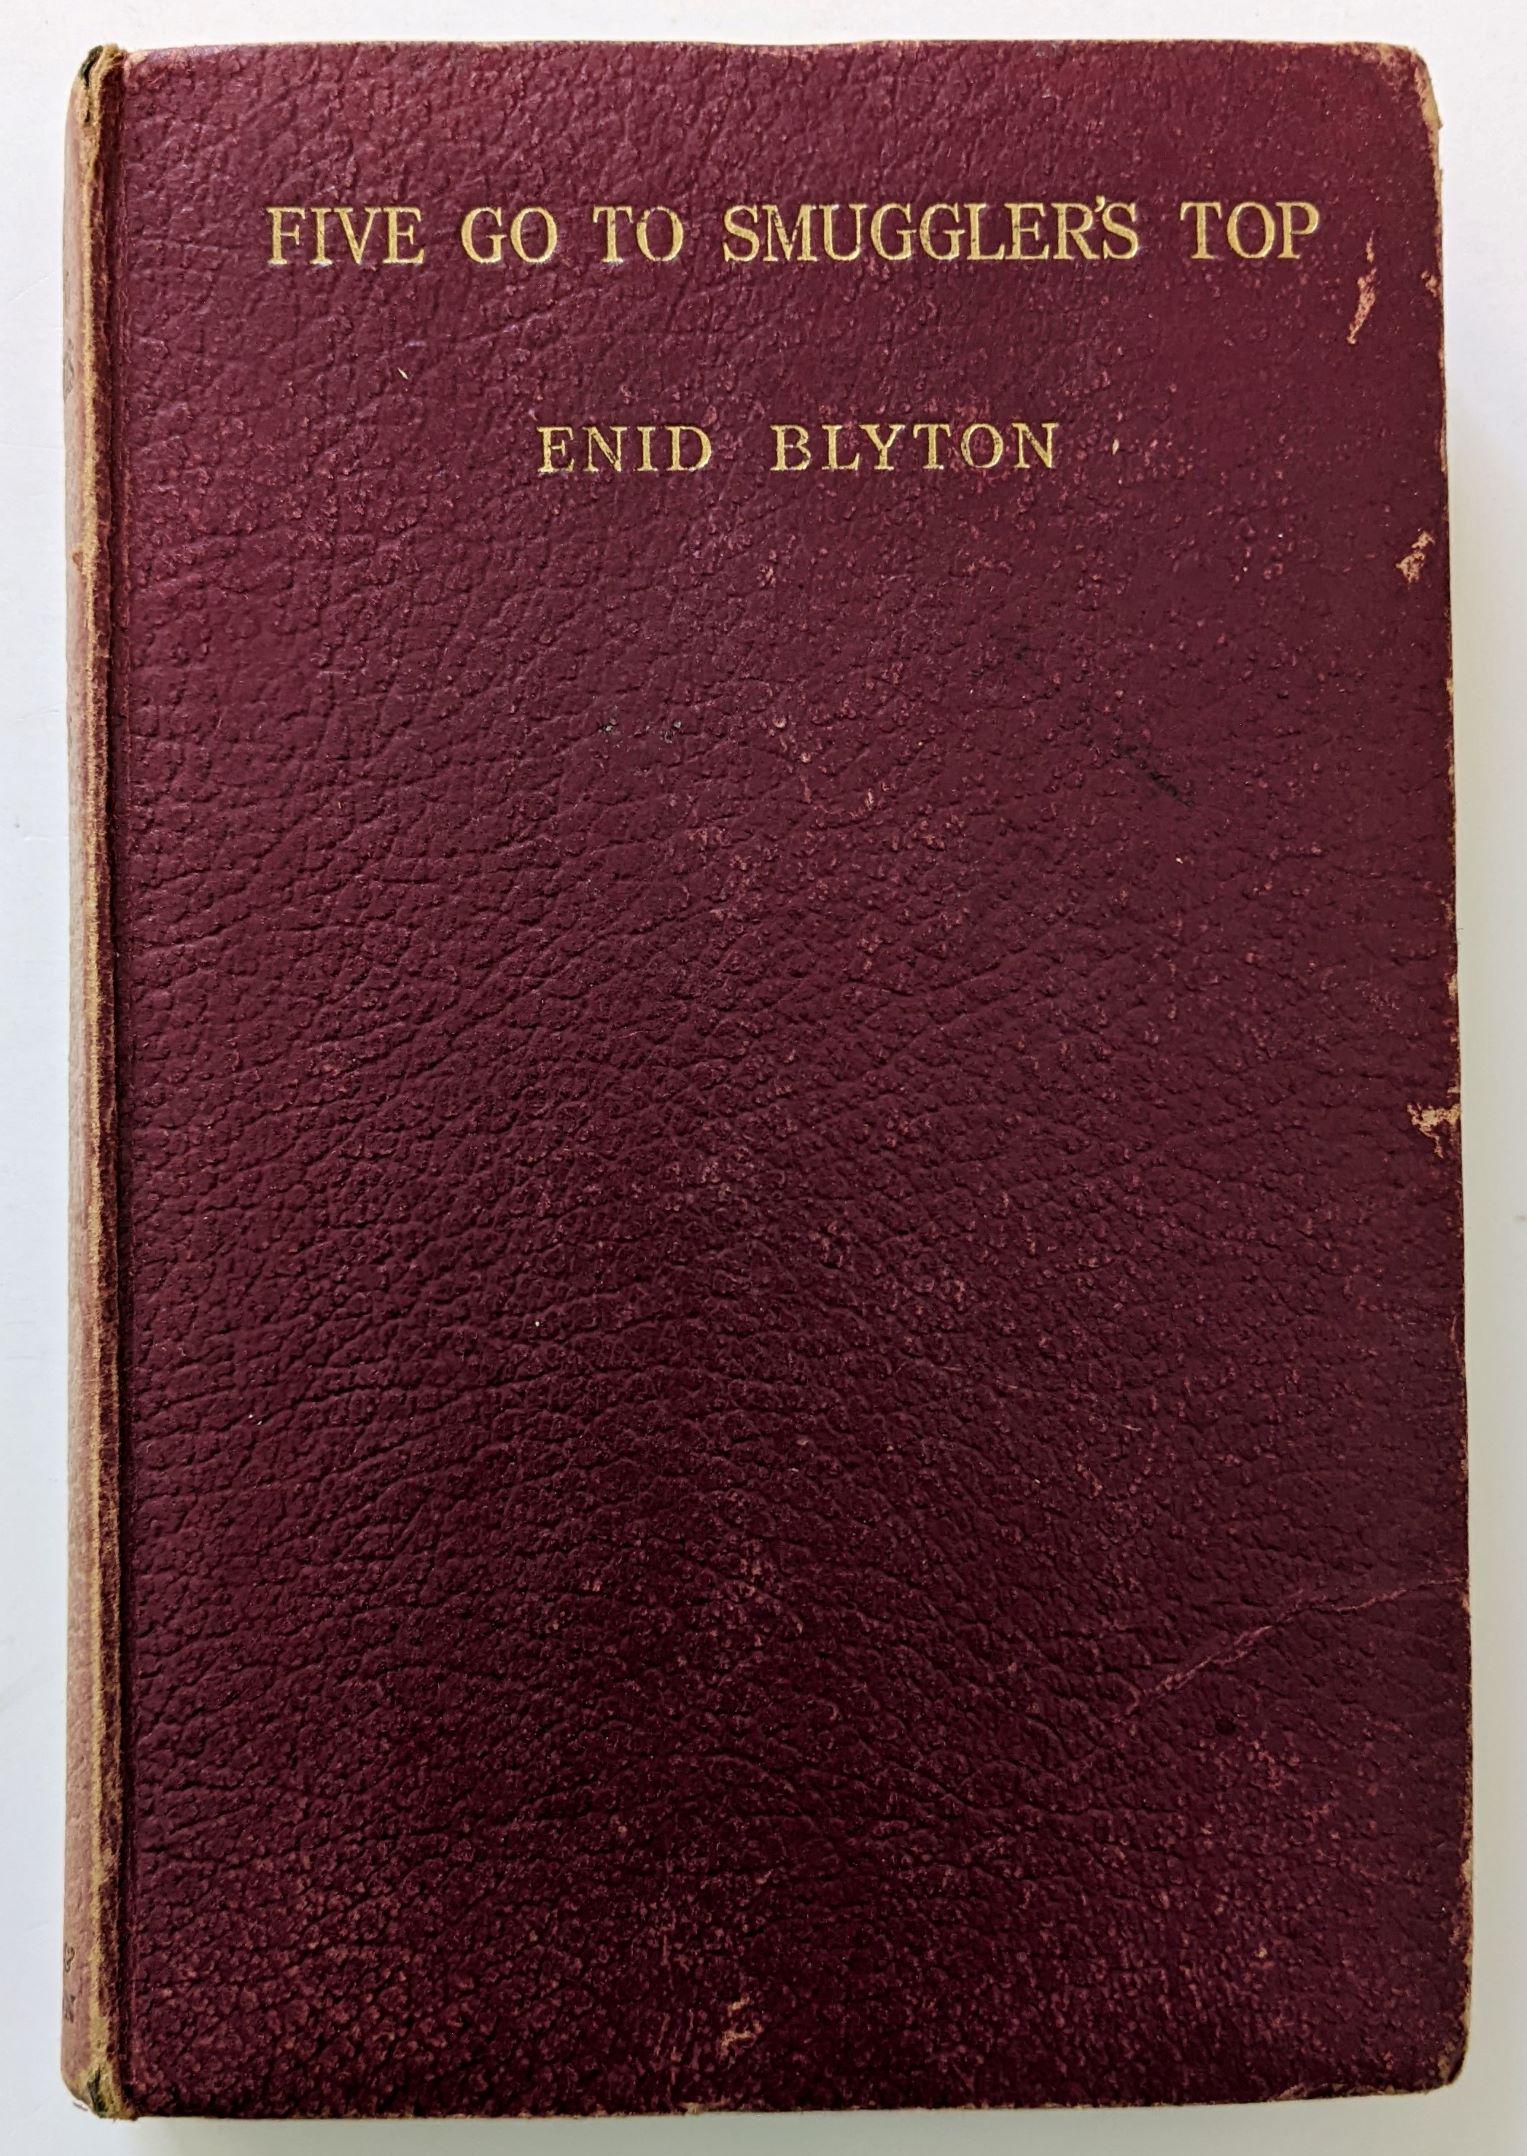 FIVE GO TO SMUGGLER'S TOP
ENID BLYTON